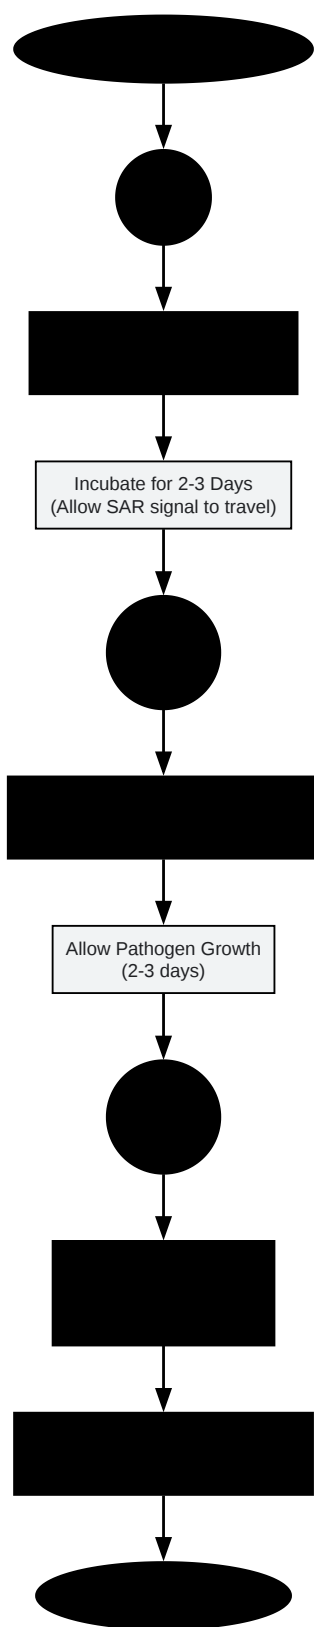 Incubate for 2-3 Days
(Allow SAR signal to travel)
Allow Pathogen Growth
(2-3 days)